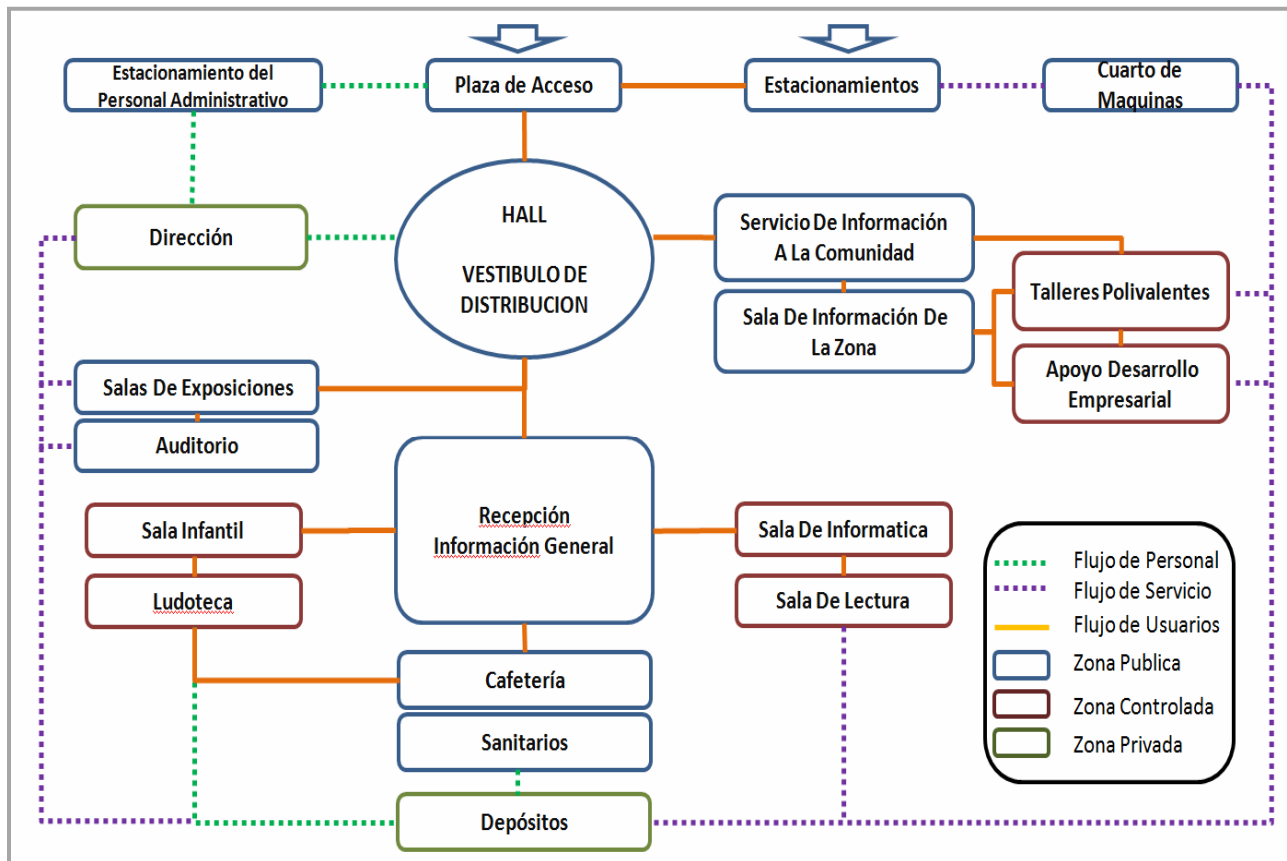 Estacionamiento del
Personal Administrativo
Plaza de Acceso
Estacionamientos
Cuarto de
Maquinas
Dirección
HALL
VESTIBULO DE
DISTRIBUCION
Servicio De Información
A La Comunidad
Sala De Información De
La Zona
Talleres Polivalentes
Apoyo Desarrollo
Empresarial
Salas De Exposiciones
Auditorio
Sala Infantil
Ludoteca
Recepción
Información General
Sala De Informatica
Sala De Lectura
Cafetería
Sanitarios
Depósitos
Flujo de Personal
Flujo de Servicio
Flujo de Usuarios
Zona Publica
Zona Controlada
Zona Privada